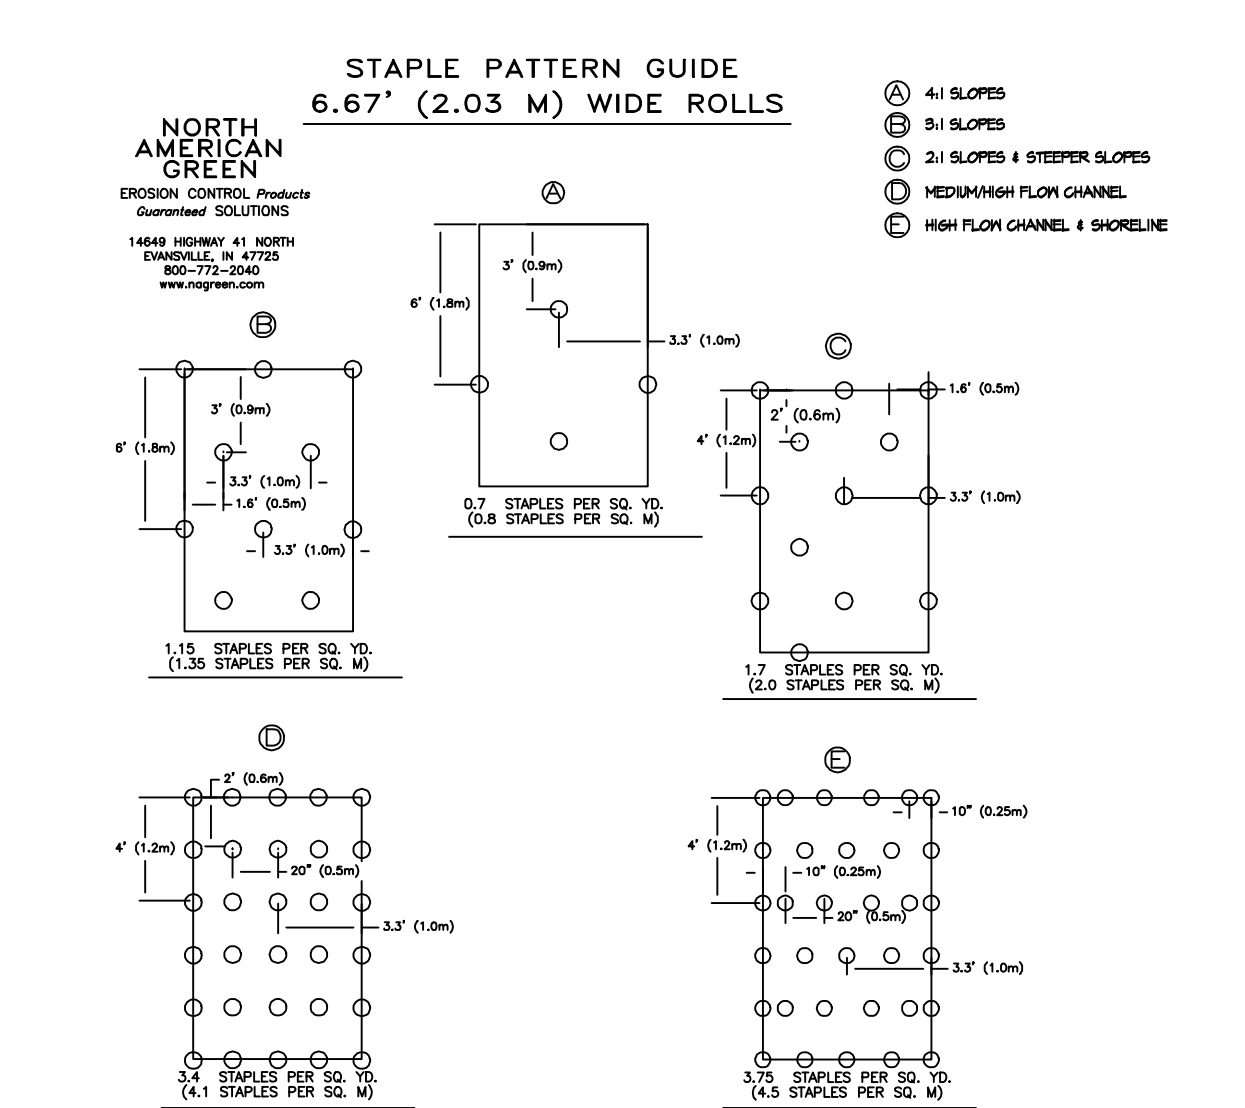 STAPLE PATTERN GUIDE
6.67' (2.03 M) WIDE ROLLS
NORTH
AMERICAN
GREEN
EROSION CONTROL Products
Guaranteed SOLUTIONS
14649 HIGHWAY 41 NORTH
EVANSVILLE, IN 47725
800-772-2040
www.nagreen.com
A 4:1 SLOPES
B 3:1 SLOPES
C 2:1 SLOPES & STEEPER SLOPES
D MEDIUM/HIGH FLOW CHANNEL
E HIGH FLOW CHANNEL & SHORELINE
A
3' (0.9m)
6' (1.8m)
3.3' (1.0m)
0.7 STAPLES PER SQ. YD.
(0.8 STAPLES PER SQ. M)
B
3' (0.9m)
6' (1.8m)
3.3' (1.0m)
1.6' (0.5m)
3.3' (1.0m)
1.15 STAPLES PER SQ. YD.
(1.35 STAPLES PER SQ. M)
C
1.6' (0.5m)
2' (0.6m)
4' (1.2m)
3.3' (1.0m)
1.7 STAPLES PER SQ. YD.
(2.0 STAPLES PER SQ. M)
D
2' (0.6m)
4' (1.2m)
20" (0.5m)
3.3' (1.0m)
3.4 STAPLES PER SQ. YD.
(4.1 STAPLES PER SQ. M)
E
10" (0.25m)
4' (1.2m)
10" (0.25m)
20" (0.5m)
3.3' (1.0m)
3.75 STAPLES PER SQ. YD.
(4.5 STAPLES PER SQ. M)